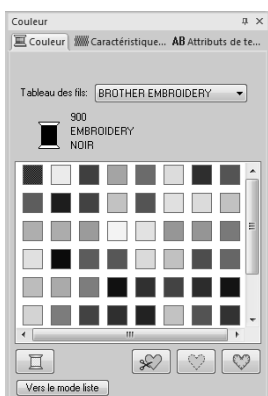 Couleur
Couleur Caractéristique... AB Attributs de te...
Tableau des fils: BROTHER EMBROIDERY
900
EMBROIDERY
NOIR
Vers le mode liste